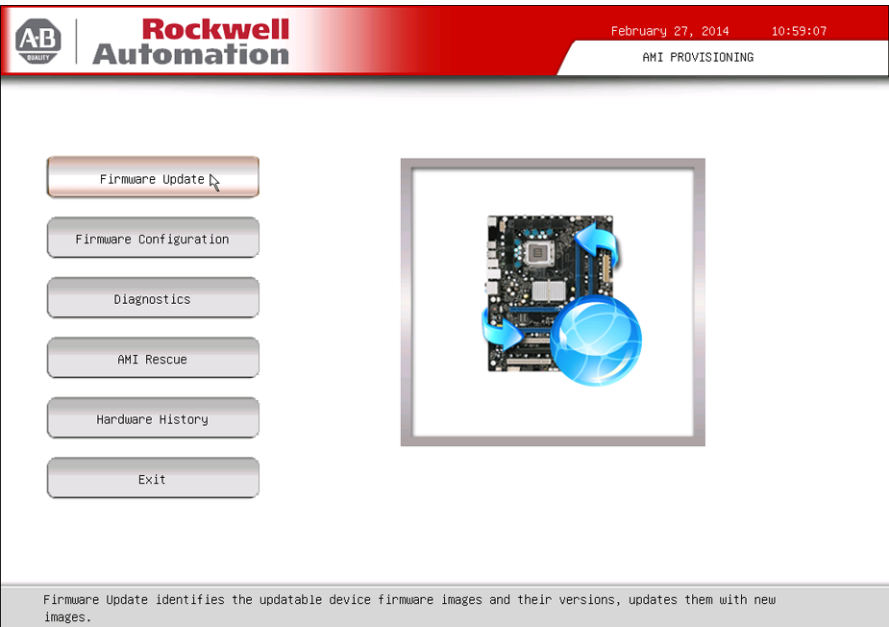 A·B
QUALITY
Rockwell
Automation
February 27, 2014 10:59:07
AMI PROVISIONING
Firmware Update
Firmware Configuration
Diagnostics
AMI Rescue
Hardware History
Exit
Firmware Update identifies the updatable device firmware images and their versions, updates them with new
images.